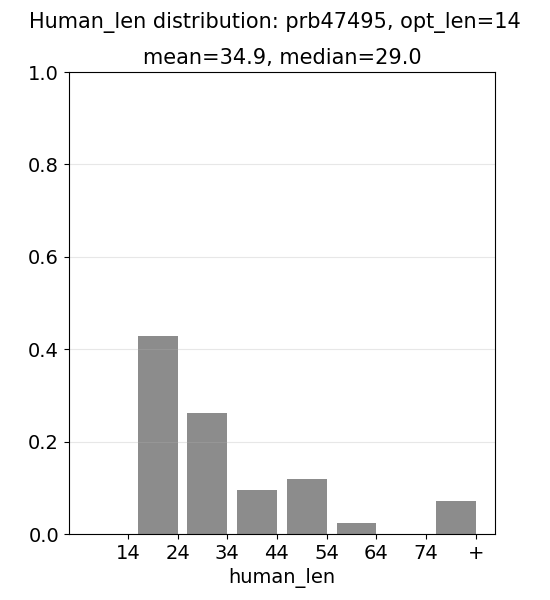 Human_len distribution: prb47495, opt_len=14
mean=34.9, median=29.0
1.0
0.8
0.6
0.4
0.2
0.0
14 24 34 44 54 64 74 +
human_len